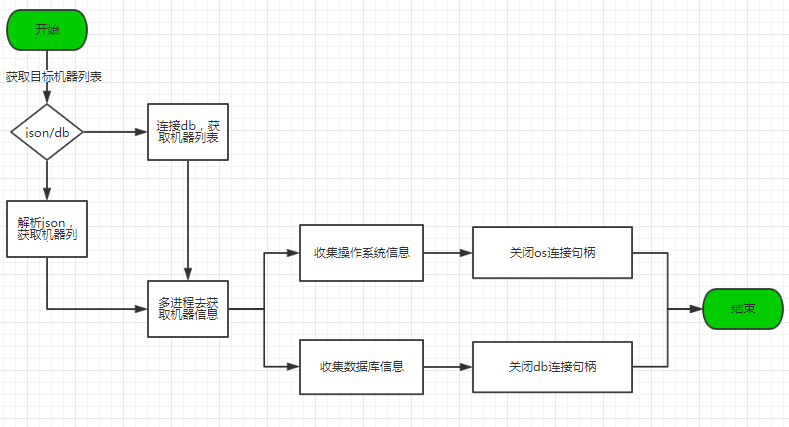 开始
获取目标机器列表
json/db
连接db，获
取机器列表
解析json，
获取机器列
多进程去获
取机器信息
收集操作系统信息
关闭os连接句柄
收集数据库信息
关闭db连接句柄
结束